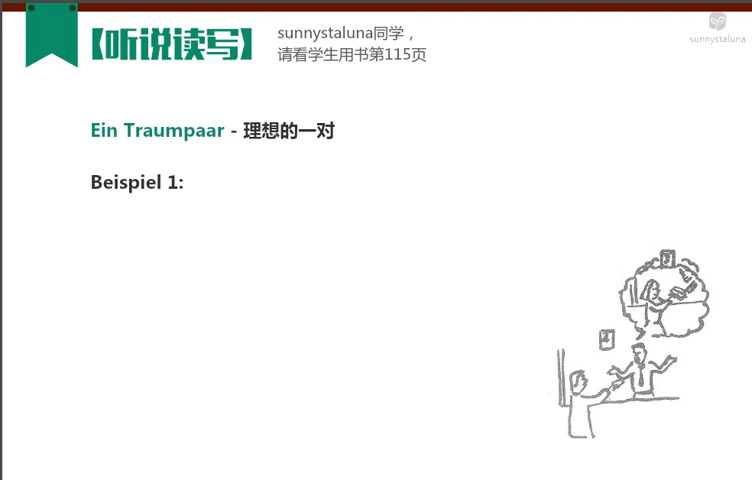 【听说读写】
sunnystaluna同学，
请看学生用书第115页
sunnystaluna
Ein Traumpaar - 理想的一对
Beispiel 1: